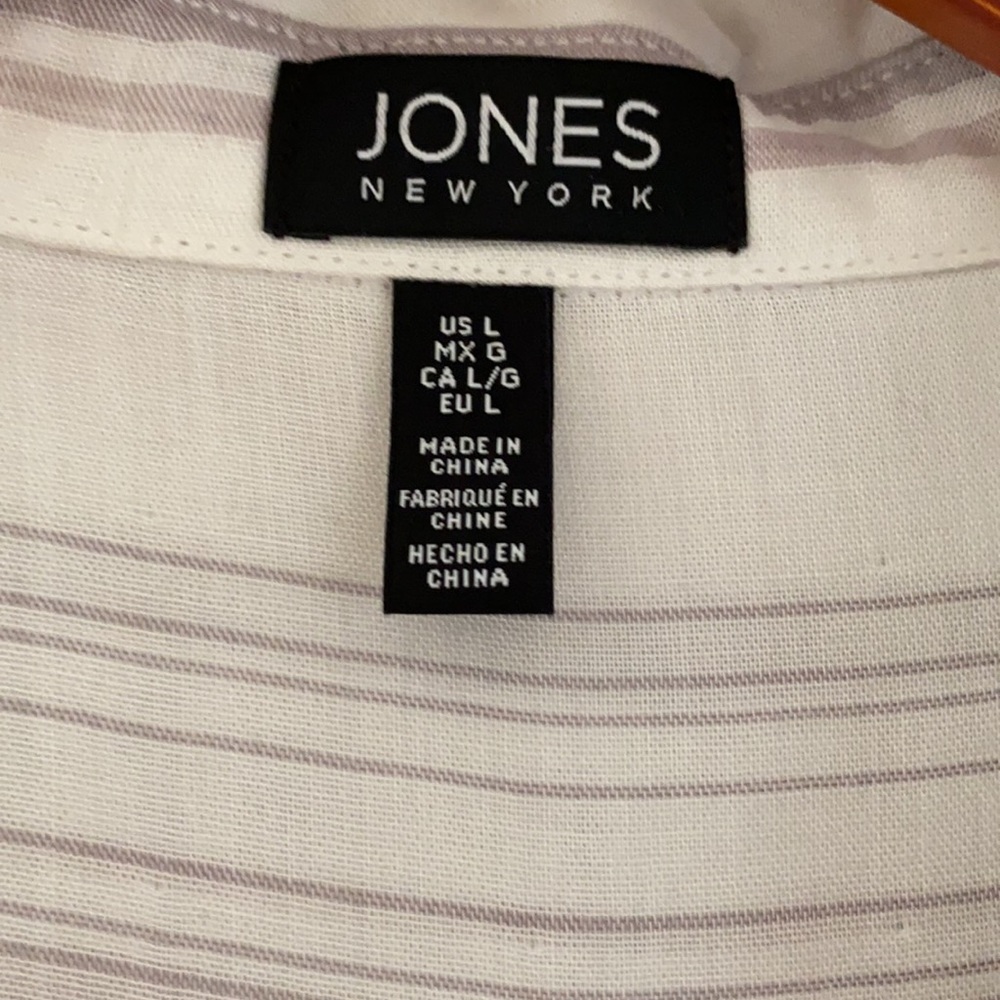 JONES
NEW YORK
US L
MX G
CA L/G
EU L
MADE IN
CHINA
FABRIQUÉ EN
CHINE
HECHO EN
CHINA